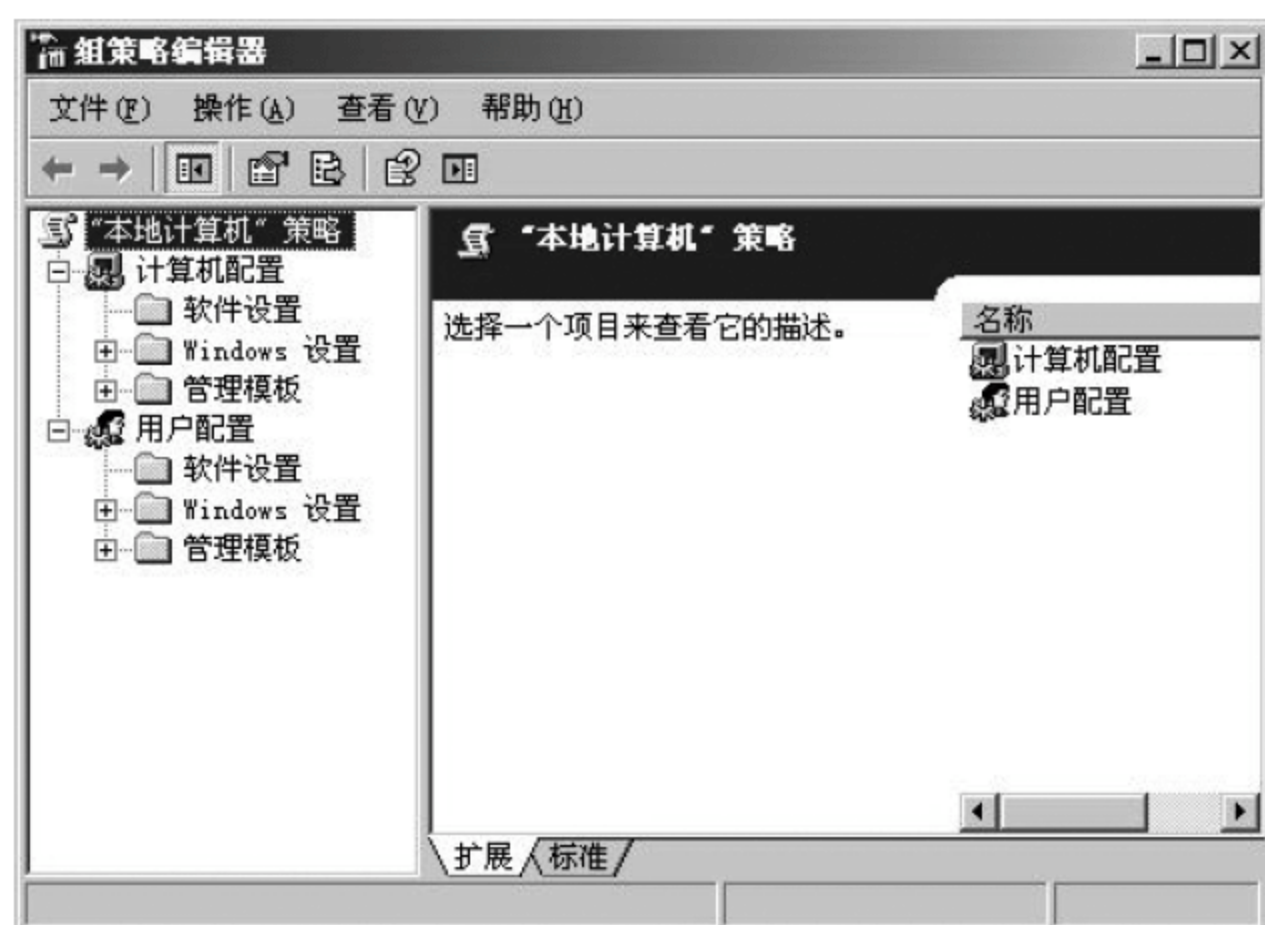 组策略编辑器
文件(F) 操作(A) 查看(V) 帮助(H)
"本地计算机" 策略
计算机配置
软件设置
Windows 设置
管理模板
用户配置
软件设置
Windows 设置
管理模板
"本地计算机" 策略
选择一个项目来查看它的描述。
名称
计算机配置
用户配置
扩展 标准